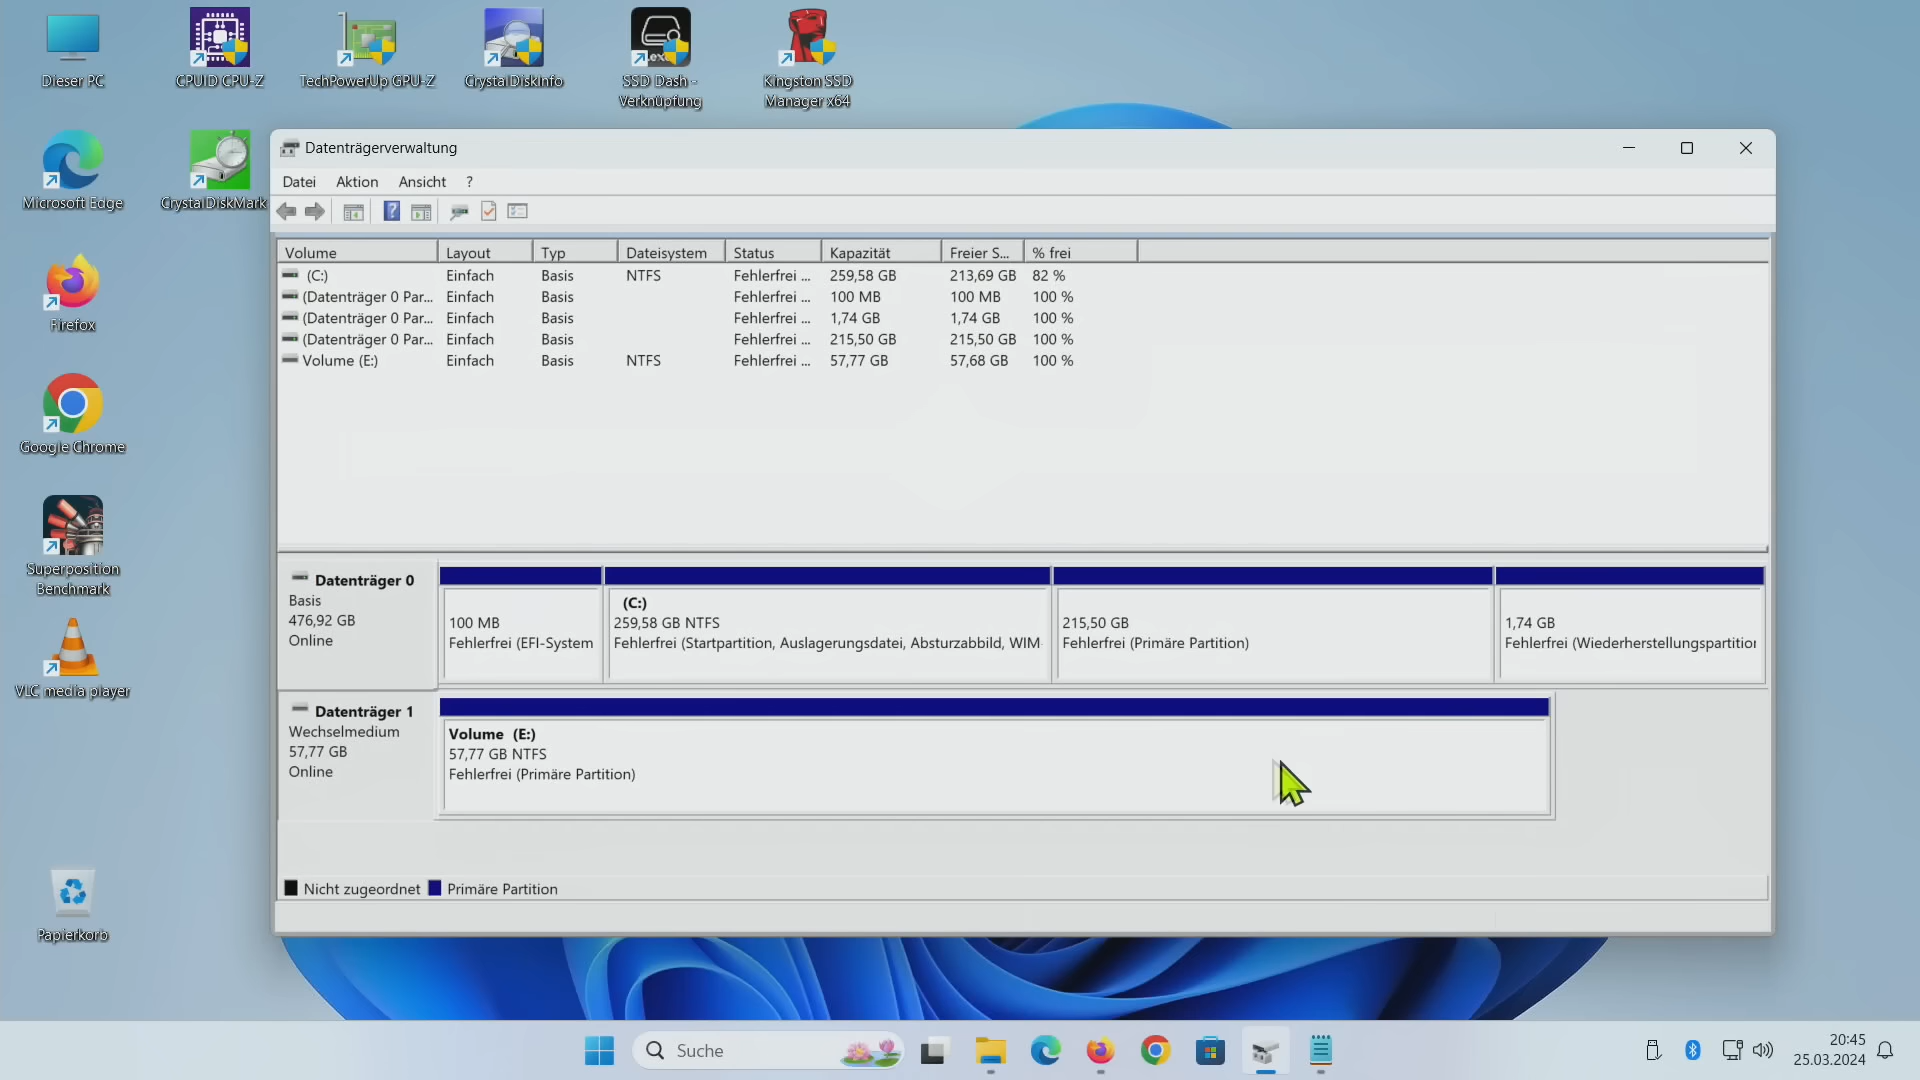 Dieser PC
CPUID CPU-Z
TechPowerUp GPU-Z
CrystalDiskInfo
SSD Dash -
Verknüpfung
Kingston SSD
Manager x64
Microsoft Edge
CrystalDiskMark
Firefox
Google Chrome
Superposition
Benchmark
VLC media player
Papierkorb
Datenträgerverwaltung
Datei Aktion Ansicht ?
Volume Layout Typ Dateisystem Status Kapazität Freier S... % frei
(C:) Einfach Basis NTFS Fehlerfrei ... 259,58 GB 213,69 GB 82 %
(Datenträger 0 Par... Einfach Basis Fehlerfrei ... 100 MB 100 MB 100 %
(Datenträger 0 Par... Einfach Basis Fehlerfrei ... 1,74 GB 1,74 GB 100 %
(Datenträger 0 Par... Einfach Basis Fehlerfrei ... 215,50 GB 215,50 GB 100 %
Volume (E:) Einfach Basis NTFS Fehlerfrei ... 57,77 GB 57,68 GB 100 %
Datenträger 0
Basis
476,92 GB
Online
100 MB
Fehlerfrei (EFI-System
(C:)
259,58 GB NTFS
Fehlerfrei (Startpartition, Auslagerungsdatei, Absturzabbild, WIM-
215,50 GB
Fehlerfrei (Primäre Partition)
1,74 GB
Fehlerfrei (Wiederherstellungspartition
Datenträger 1
Wechselmedium
57,77 GB
Online
Volume (E:)
57,77 GB NTFS
Fehlerfrei (Primäre Partition)
Nicht zugeordnet Primäre Partition
Suche
20:45
25.03.2024